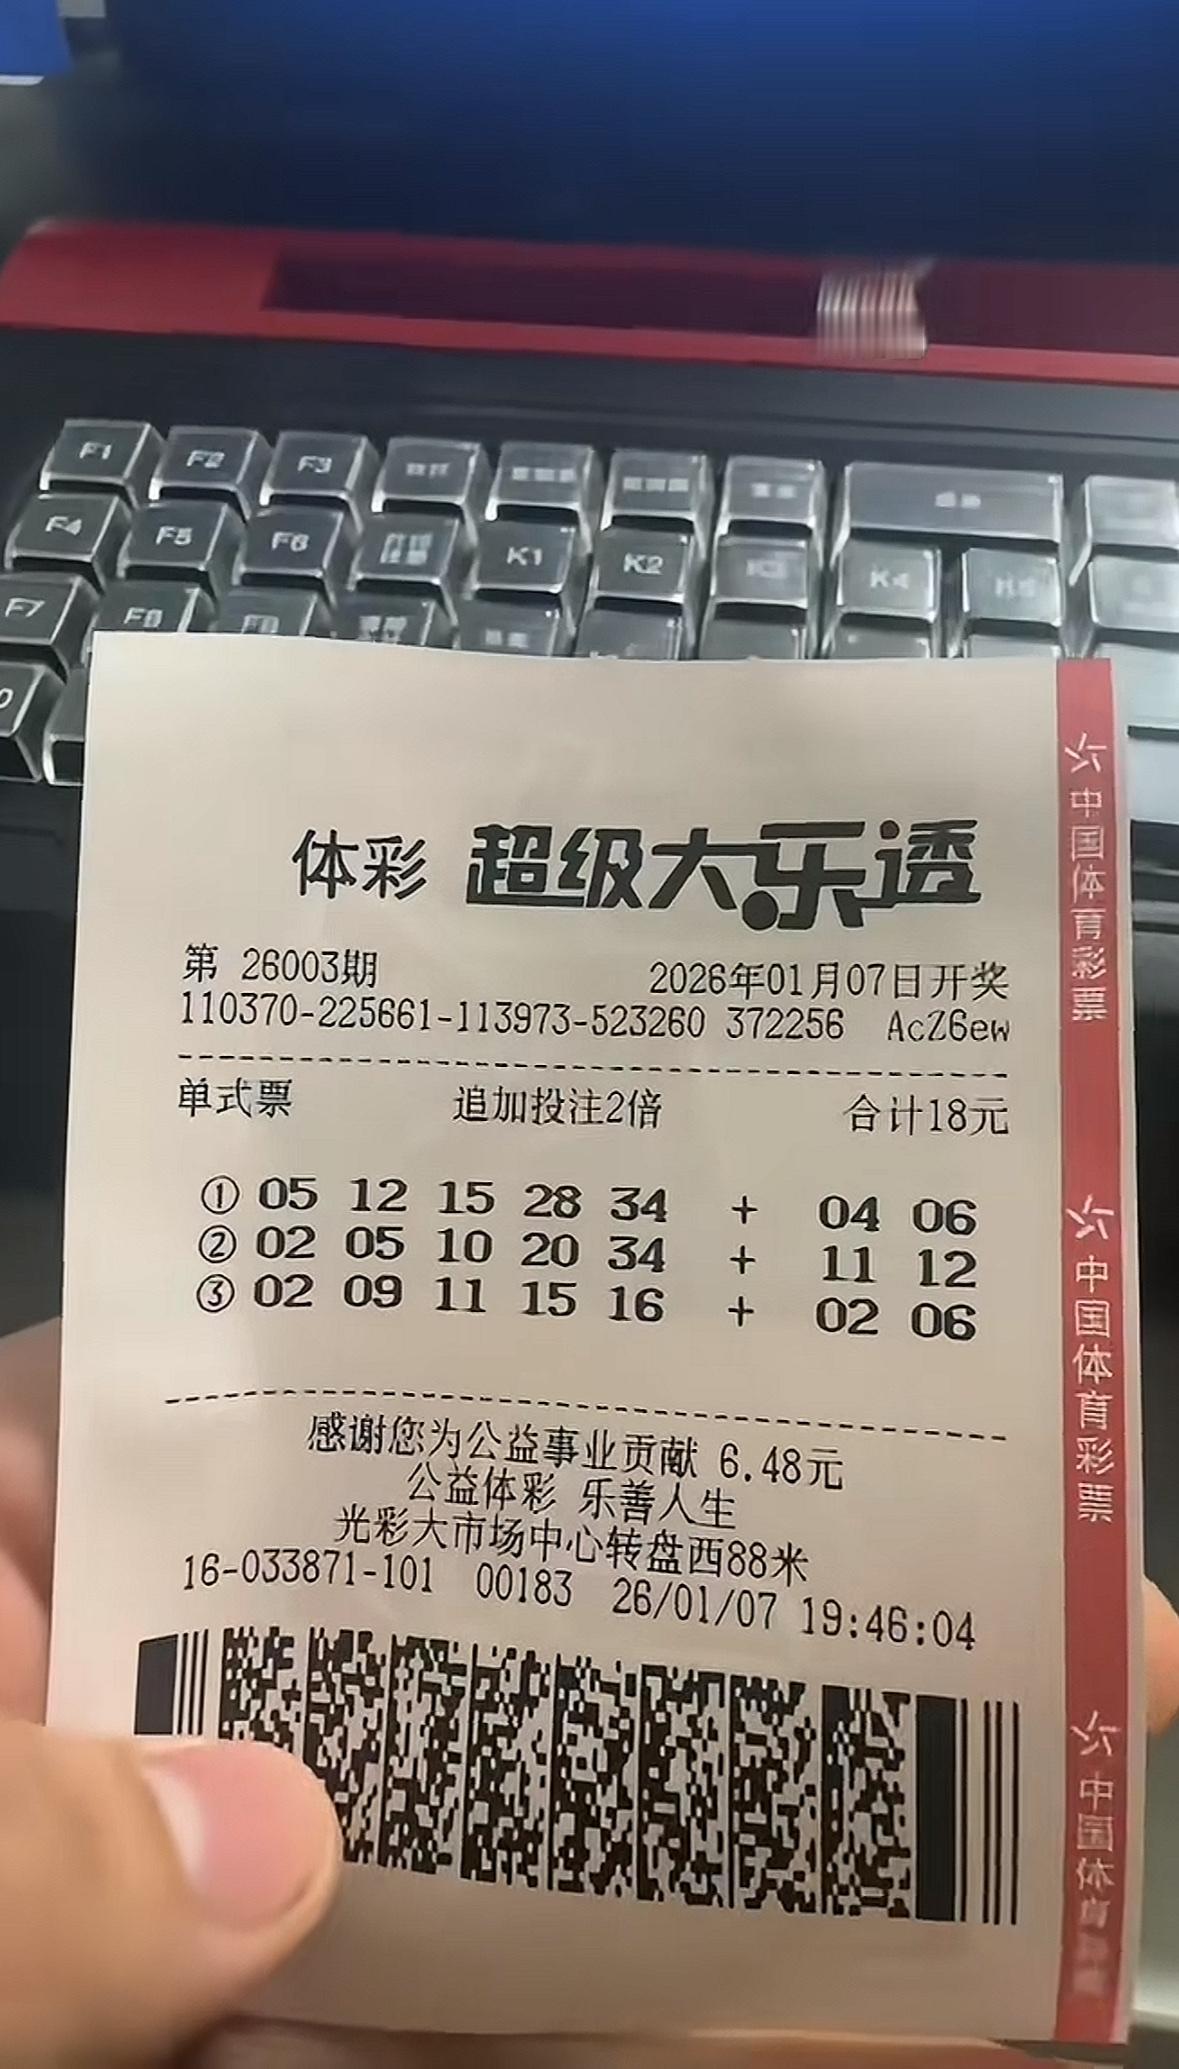 F1 F2 F3
F4 F5 F6 K1 K2 K3 K4
F7 F8
体彩 超级大乐透
第 26003期 2026年01月07日开奖
110370-225661-113973-523260 372256 AcZ6ew
单式票 追加投注2倍 合计18元
① 05 12 15 28 34 + 04 06
② 02 05 10 20 34 + 11 12
③ 02 09 11 15 16 + 02 06
感谢您为公益事业贡献 6.48元
公益体彩 乐善人生
光彩大市场中心转盘西88米
16-033871-101 00183 26/01/07 19:46:04
中国体育彩票
中国体育彩票
中国体育